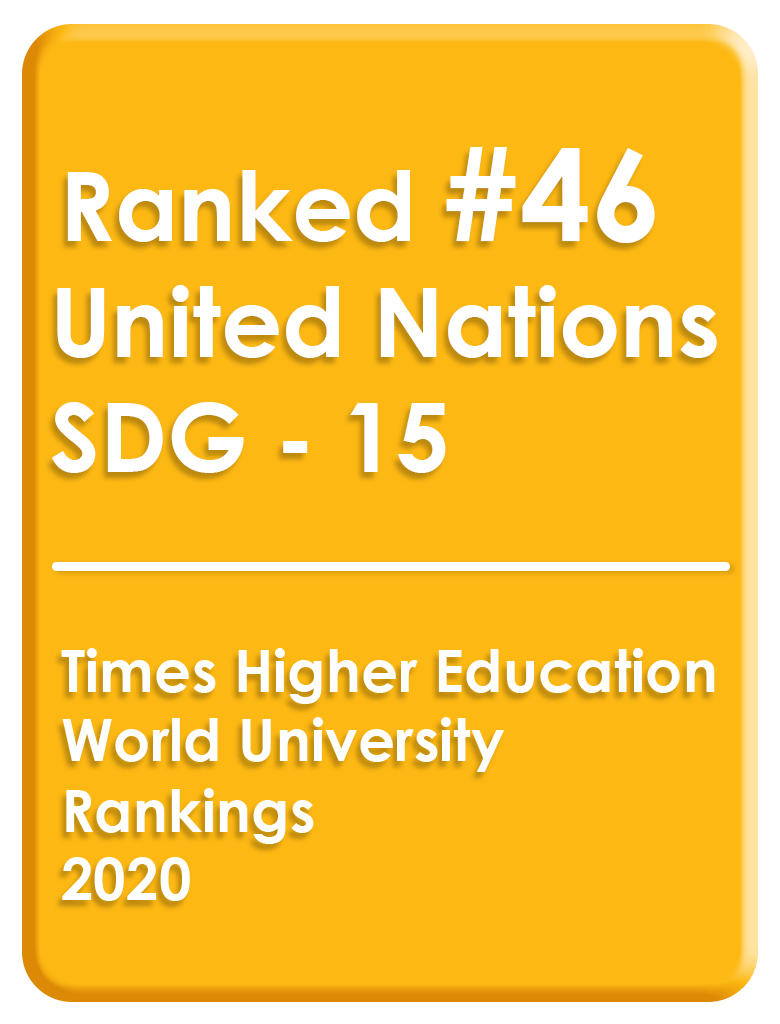 Ranked #46
United Nations
SDG - 15
Times Higher Education
World University
Rankings
2020